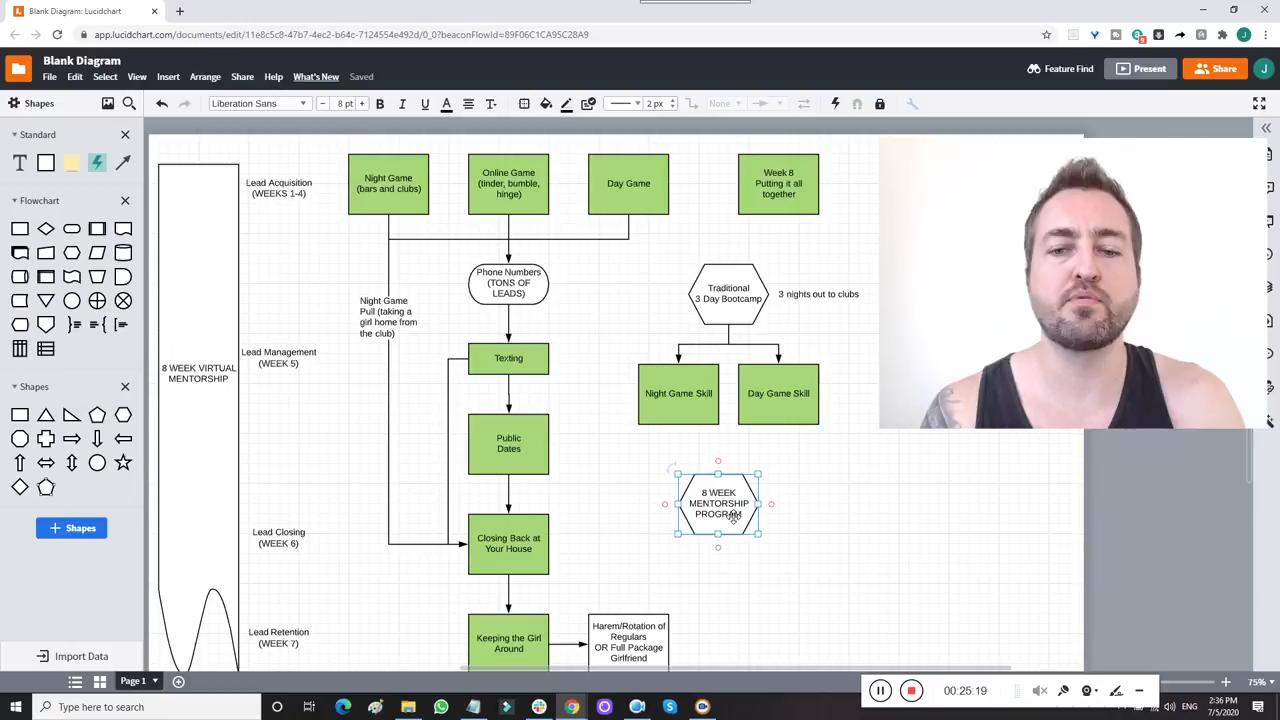 Blank Diagram: Lucidchart
app.lucidchart.com/documents/edit/11e8c5c8-47b7-4ec2-b64c-7124554e492d/0_0?beaconFlowId=89F06C1CA95C28A9
Blank Diagram
File Edit Select View Insert Arrange Share Help What's New Saved
Feature Find
Present
Share
J
Shapes
Liberation Sans
8 pt
2 px
None
Standard
Flowchart
Shapes
Shapes
Import Data
8 WEEK VIRTUAL
MENTORSHIP
Lead Acquisition
(WEEKS 1-4)
Night Game
(bars and clubs)
Online Game
(tinder, bumble,
hinge)
Day Game
Week 8
Putting it all
together
Phone Numbers
(TONS OF
LEADS)
Night Game
Pull (taking a
girl home from
the club)
Traditional
3 Day Bootcamp
3 nights out to clubs
Lead Management
(WEEK 5)
Texting
Night Game Skill
Day Game Skill
Public
Dates
8 WEEK
MENTORSHIP
PROGRAM
Lead Closing
(WEEK 6)
Closing Back at
Your House
Lead Retention
(WEEK 7)
Keeping the Girl
Around
Harem/Rotation of
Regulars
OR Full Package
Girlfriend
Page 1
75%
00:25:19
Type here to search
ENG
2:36 PM
7/5/2020